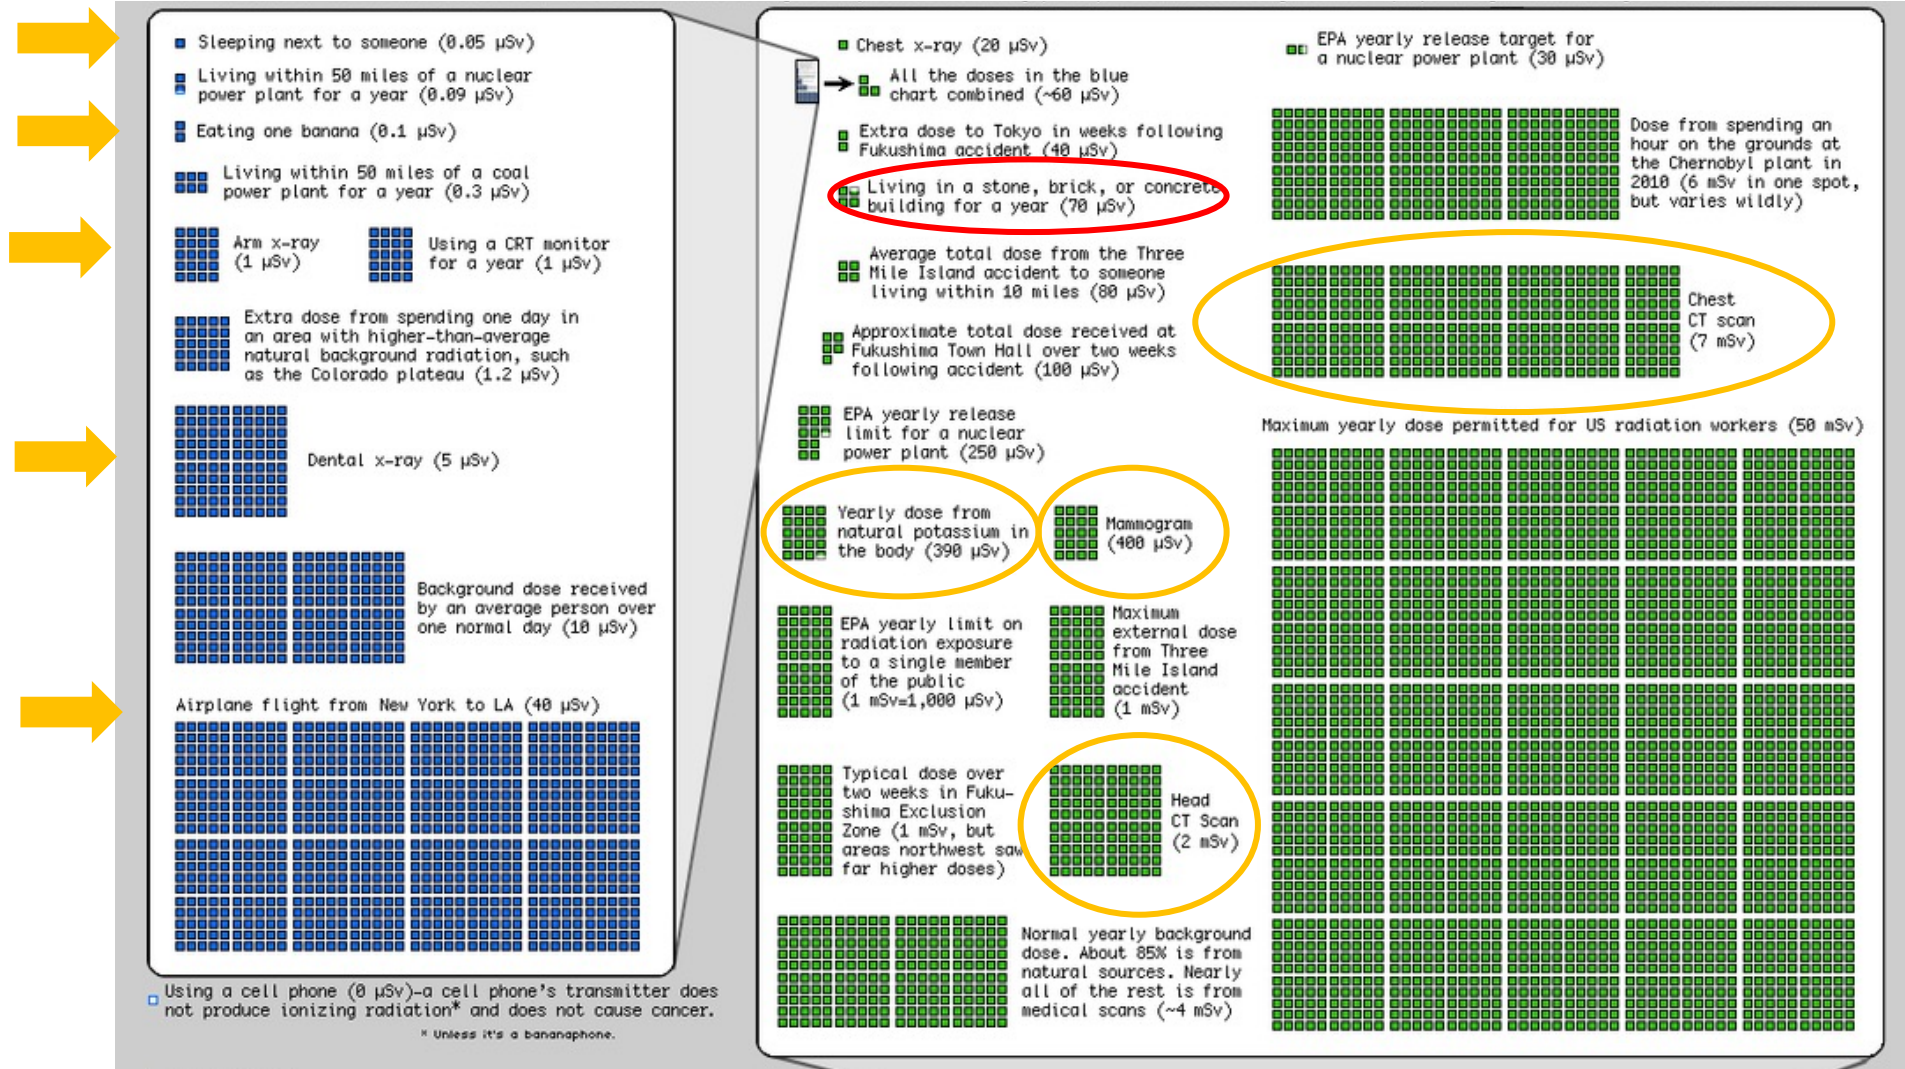 Sleeping next to someone (0.05 µSv)
Living within 50 miles of a nuclear
power plant for a year (0.09 µSv)
Eating one banana (0.1 µSv)
Living within 50 miles of a coal
power plant for a year (0.3 µSv)
Arm x-ray
(1 µSv)
Using a CRT monitor
for a year (1 µSv)
Extra dose from spending one day in
an area with higher-than-average
natural background radiation, such
as the Colorado plateau (1.2 µSv)
Dental x-ray (5 µSv)
Background dose received
by an average person over
one normal day (10 µSv)
Airplane flight from New York to LA (40 µSv)
Using a cell phone (0 µSv)-a cell phone's transmitter does
not produce ionizing radiation* and does not cause cancer.
* Unless it's a bananaphone.
Chest x-ray (20 µSv)
All the doses in the blue
chart combined (~60 µSv)
Extra dose to Tokyo in weeks following
Fukushima accident (40 µSv)
Living in a stone, brick, or concrete
building for a year (70 µSv)
Average total dose from the Three
Mile Island accident to someone
living within 10 miles (80 µSv)
Approximate total dose received at
Fukushima Town Hall over two weeks
following accident (100 µSv)
EPA yearly release
limit for a nuclear
power plant (250 µSv)
Yearly dose from
natural potassium in
the body (390 µSv)
Mammogram
(400 µSv)
EPA yearly limit on
radiation exposure
to a single member
of the public
(1 mSv=1,000 µSv)
Maximum
external dose
from Three
Mile Island
accident
(1 mSv)
Typical dose over
two weeks in Fuku-
shima Exclusion
Zone (1 mSv, but
areas northwest saw
far higher doses)
Head
CT Scan
(2 mSv)
Normal yearly background
dose. About 85% is from
natural sources. Nearly
all of the rest is from
medical scans (~4 mSv)
EPA yearly release target for
a nuclear power plant (30 µSv)
Dose from spending an
hour on the grounds at
the Chernobyl plant in
2010 (6 mSv in one spot,
but varies wildly)
Chest
CT scan
(7 mSv)
Maximum yearly dose permitted for US radiation workers (50 mSv)